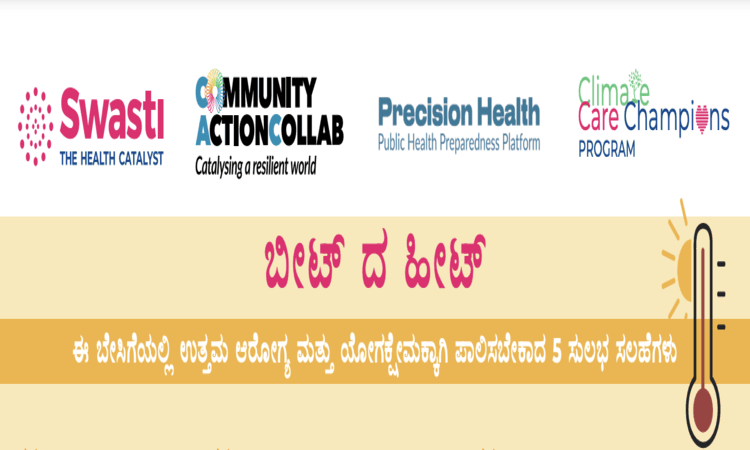 Swasti
THE HEALTH CATALYST
COMMUNITY
ACTIONCOLLAB
Catalysing a resilient world
Precision Health
Public Health Preparedness Platform
Climate
Care Champions
PROGRAM
ಬೀಟ್ ದ ಹೀಟ್
ಈ ಬೇಸಿಗೆಯಲ್ಲಿ ಉತ್ತಮ ಆರೋಗ್ಯ ಮತ್ತು ಯೋಗಕ್ಷೇಮಕ್ಕಾಗಿ ಪಾಲಿಸಬೇಕಾದ 5 ಸುಲಭ ಸಲಹೆಗಳು